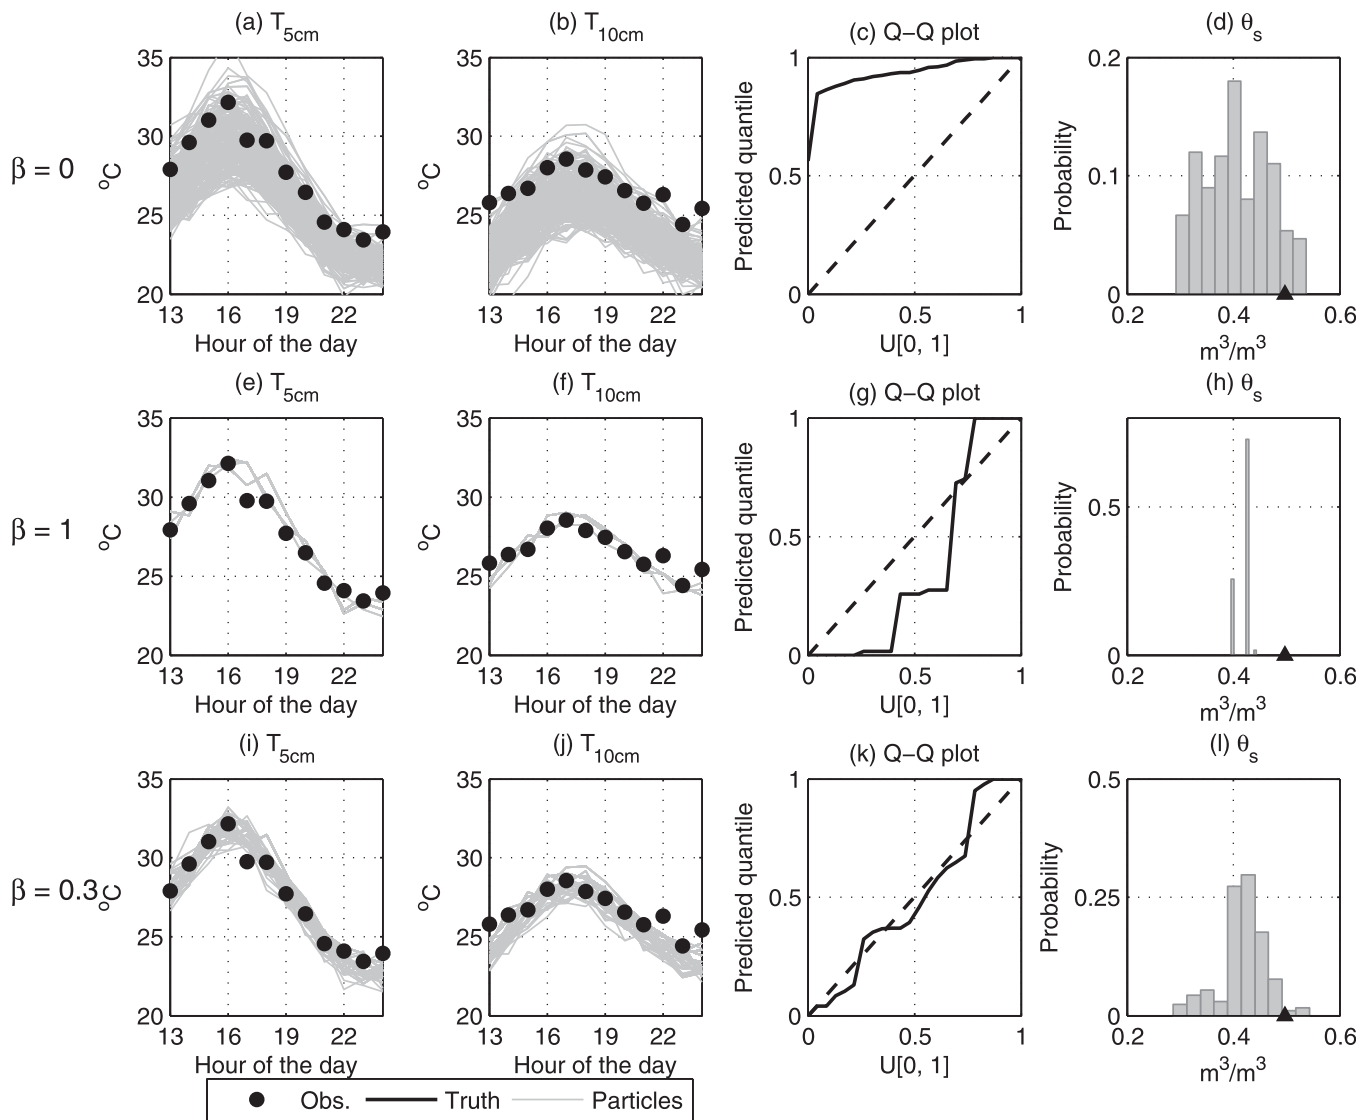 (a) T5cm
(b) T10cm
(c) Q−Q plot
(d) θs
β = 0
oC
35
30
25
20
13 16 19 22
Hour of the day
35
30
25
20
13 16 19 22
Hour of the day
Predicted quantile
1
0.5
0
0 0.5 1
U[0, 1]
Probability
0.2
0.1
0
0.2 0.4 0.6
m3/m3
(e) T5cm
(f) T10cm
(g) Q−Q plot
(h) θs
β = 1
oC
35
30
25
20
13 16 19 22
Hour of the day
35
30
25
20
13 16 19 22
Hour of the day
Predicted quantile
1
0.5
0
0 0.5 1
U[0, 1]
Probability
0.5
0
0.2 0.4 0.6
m3/m3
(i) T5cm
(j) T10cm
(k) Q−Q plot
(l) θs
β = 0.3
oC
35
30
25
20
13 16 19 22
Hour of the day
35
30
25
20
13 16 19 22
Hour of the day
Predicted quantile
1
0.5
0
0 0.5 1
U[0, 1]
Probability
0.5
0.25
0
0.2 0.4 0.6
m3/m3
Obs. Truth Particles